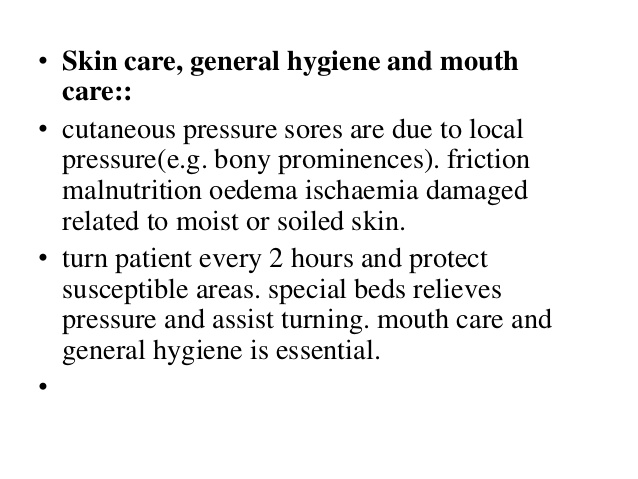 • Skin care, general hygiene and mouth
care::
• cutaneous pressure sores are due to local
pressure(e.g. bony prominences). friction
malnutrition oedema ischaemia damaged
related to moist or soiled skin.
• turn patient every 2 hours and protect
susceptible areas. special beds relieves
pressure and assist turning. mouth care and
general hygiene is essential.
•